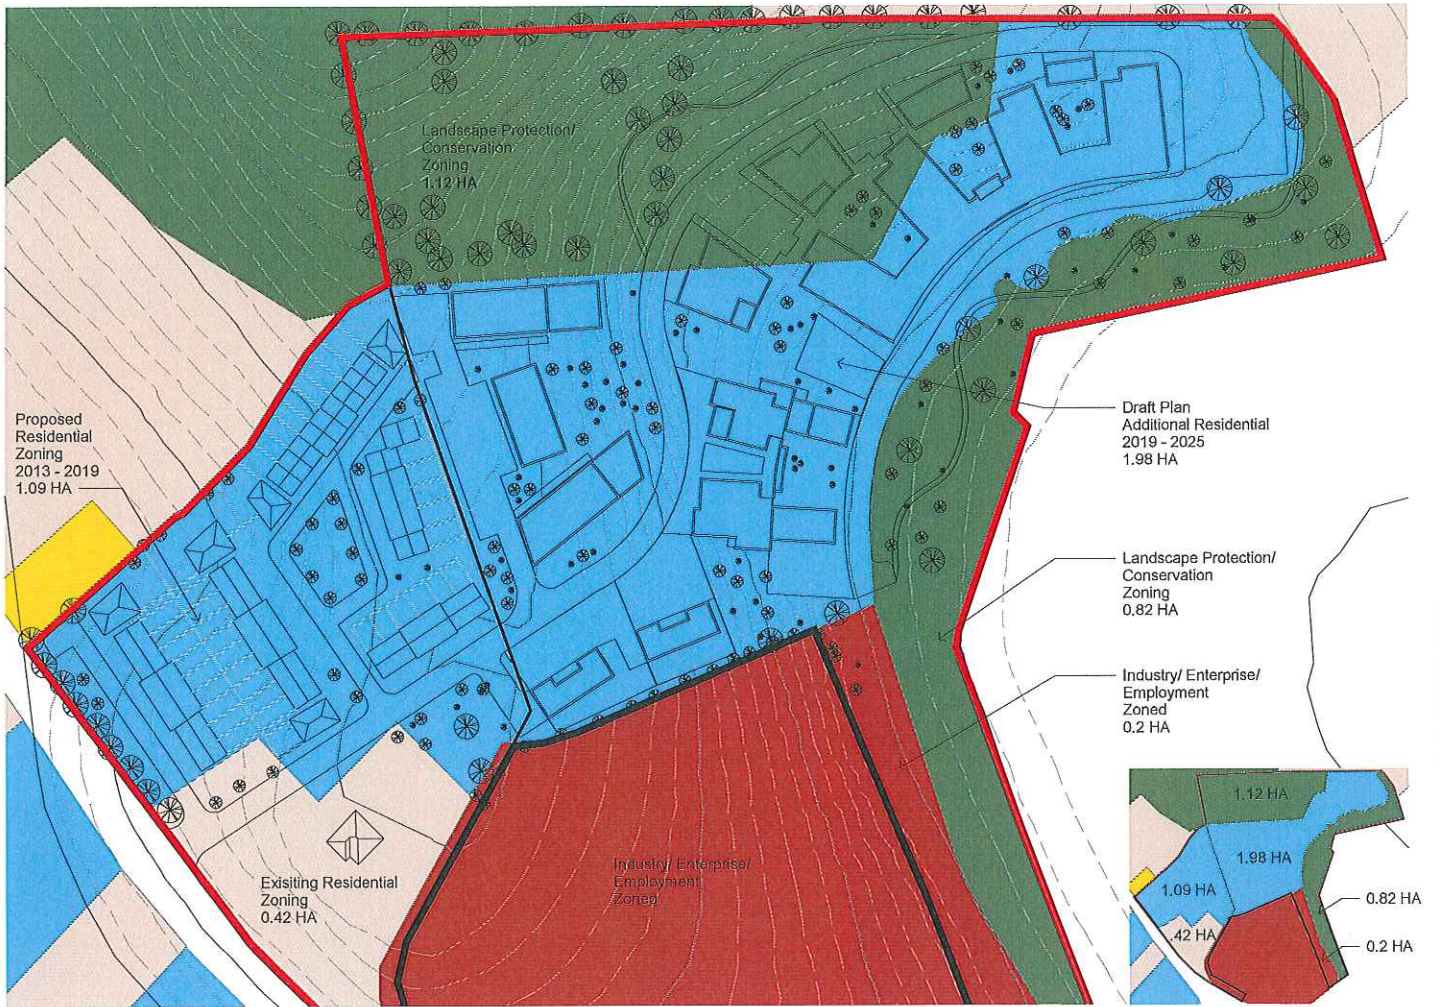 Landscape Protection/
Conservation
Zoning
1.12 HA
Proposed
Residential
Zoning
2013 - 2019
1.09 HA
Draft Plan
Additional Residential
2019 - 2025
1.98 HA
Landscape Protection/
Conservation
Zoning
0.82 HA
Industry/ Enterprise/
Employment
Zoned
0.2 HA
Exisiting Residential
Zoning
0.42 HA
Industry/ Enterprise/
Employment
Zoned
1.12 HA
1.98 HA
1.09 HA
.42 HA
0.82 HA
0.2 HA